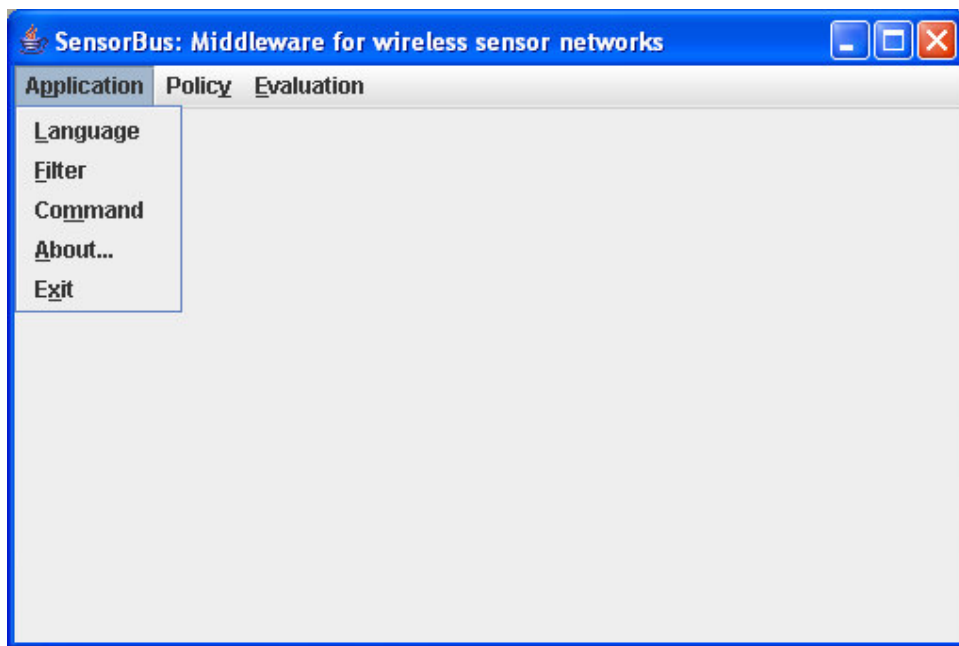 SensorBus: Middleware for wireless sensor networks
Application Policy Evaluation
Language
Filter
Command
About...
Exit